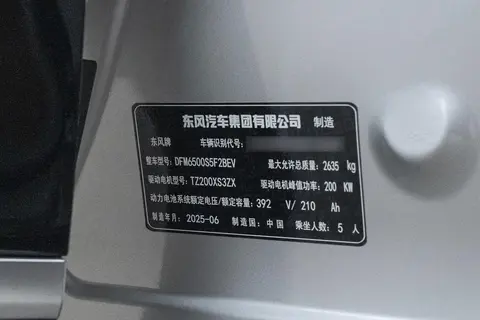 东风汽车集团有限公司 制造
东风牌 车辆识别代号:
整车型号: DFM6500S5F2BEV 最大允许总质量: 2635 kg
驱动电机型号: TZ200XS3ZX 驱动电机峰值功率: 200 KW
动力电池系统额定电压/额定容量: 392 V/ 210 Ah
制造年月: 2025-06 制造国: 中国 乘坐人数: 5 人